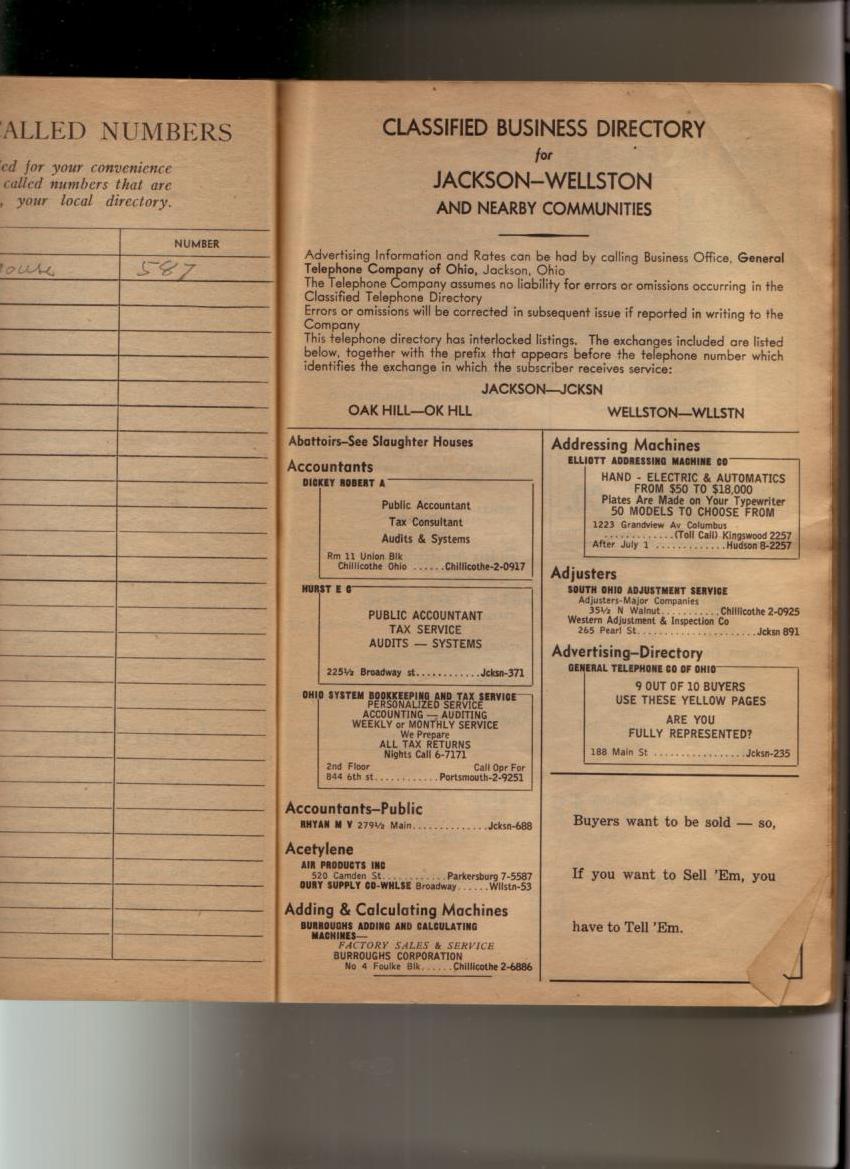 CALLED NUMBERS
ed for your convenience
called numbers that are
, your local directory.
NUMBER
ouse 587
CLASSIFIED BUSINESS DIRECTORY
for
JACKSON—WELLSTON
AND NEARBY COMMUNITIES
Advertising Information and Rates can be had by calling Business Office, General
Telephone Company of Ohio, Jackson, Ohio
The Telephone Company assumes no liability for errors or omissions occurring in the
Classified Telephone Directory
Errors or omissions will be corrected in subsequent issue if reported in writing to the
Company
This telephone directory has interlocked listings. The exchanges included are listed
below, together with the prefix that appears before the telephone number which
identifies the exchange in which the subscriber receives service:
JACKSON—JCKSN
OAK HILL—OK HLL WELLSTON—WLLSTN
Abattoirs—See Slaughter Houses
Accountants
DICKEY ROBERT A
Public Accountant
Tax Consultant
Audits & Systems
Rm 11 Union Blk
Chillicothe Ohio ......Chillicothe-2-0917
HURST E G
PUBLIC ACCOUNTANT
TAX SERVICE
AUDITS — SYSTEMS
225½ Broadway st............Jcksn-371
OHIO SYSTEM BOOKKEEPING AND TAX SERVICE
PERSONALIZED SERVICE
ACCOUNTING — AUDITING
WEEKLY or MONTHLY SERVICE
We Prepare
ALL TAX RETURNS
Nights Call 6-7171
2nd Floor Call Opr For
844 6th st............Portsmouth-2-9251
Accountants—Public
RHYAN M V 279½ Main..............Jcksn-688
Acetylene
AIR PRODUCTS INC
520 Camden St............Parkersburg 7-5587
OURY SUPPLY CO-WHLSE Broadway......Wllstn-53
Adding & Calculating Machines
BURROUGHS ADDING AND CALCULATING
MACHINES—
FACTORY SALES & SERVICE
BURROUGHS CORPORATION
No 4 Foulke Blk......Chillicothe 2-6886
Addressing Machines
ELLIOTT ADDRESSING MACHINE CO
HAND - ELECTRIC & AUTOMATICS
FROM $50 TO $18,000
Plates Are Made on Your Typewriter
50 MODELS TO CHOOSE FROM
1223 Grandview Av Columbus
.............(Toll Call) Kingswood 2257
After July 1 .............Hudson 8-2257
Adjusters
SOUTH OHIO ADJUSTMENT SERVICE
Adjusters-Major Companies
35½ N Walnut...........Chillicothe 2-0925
Western Adjustment & Inspection Co
265 Pearl St.......................Jcksn 891
Advertising—Directory
GENERAL TELEPHONE CO OF OHIO
9 OUT OF 10 BUYERS
USE THESE YELLOW PAGES
ARE YOU
FULLY REPRESENTED?
188 Main St .................Jcksn-235
Buyers want to be sold — so,
If you want to Sell 'Em, you
have to Tell 'Em.